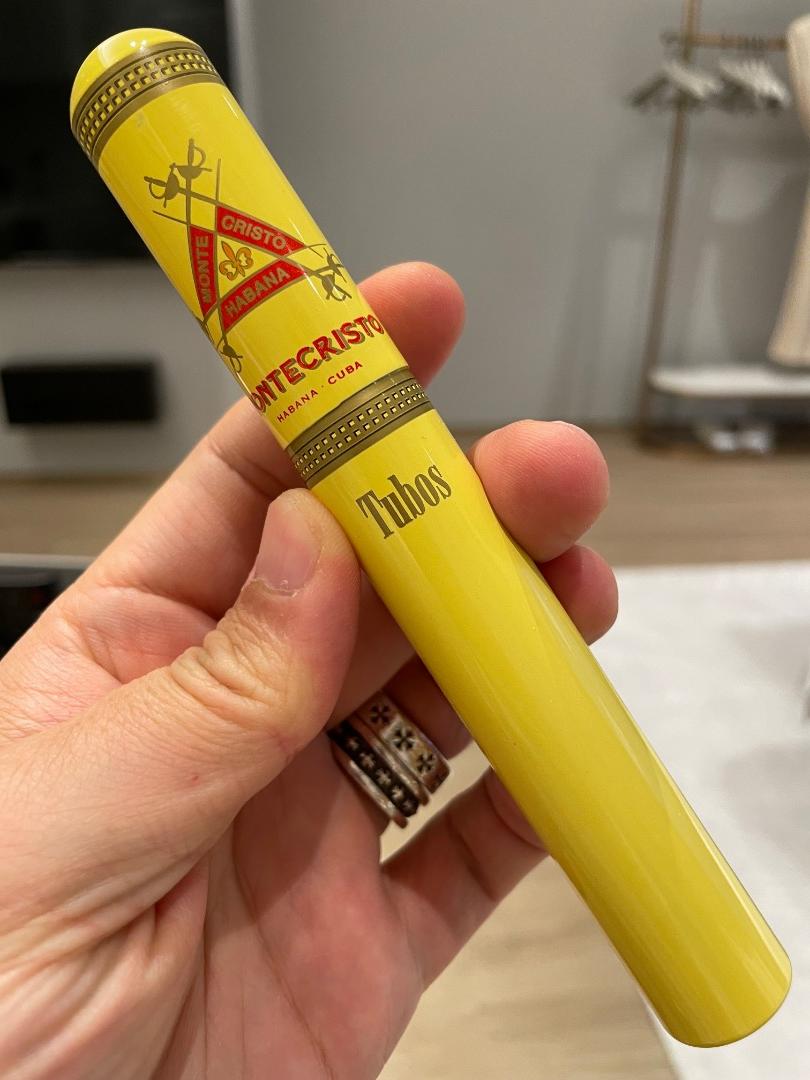 MONTE
CRISTO
HABANA
ONTECRISTO
HABANA · CUBA
Tubos